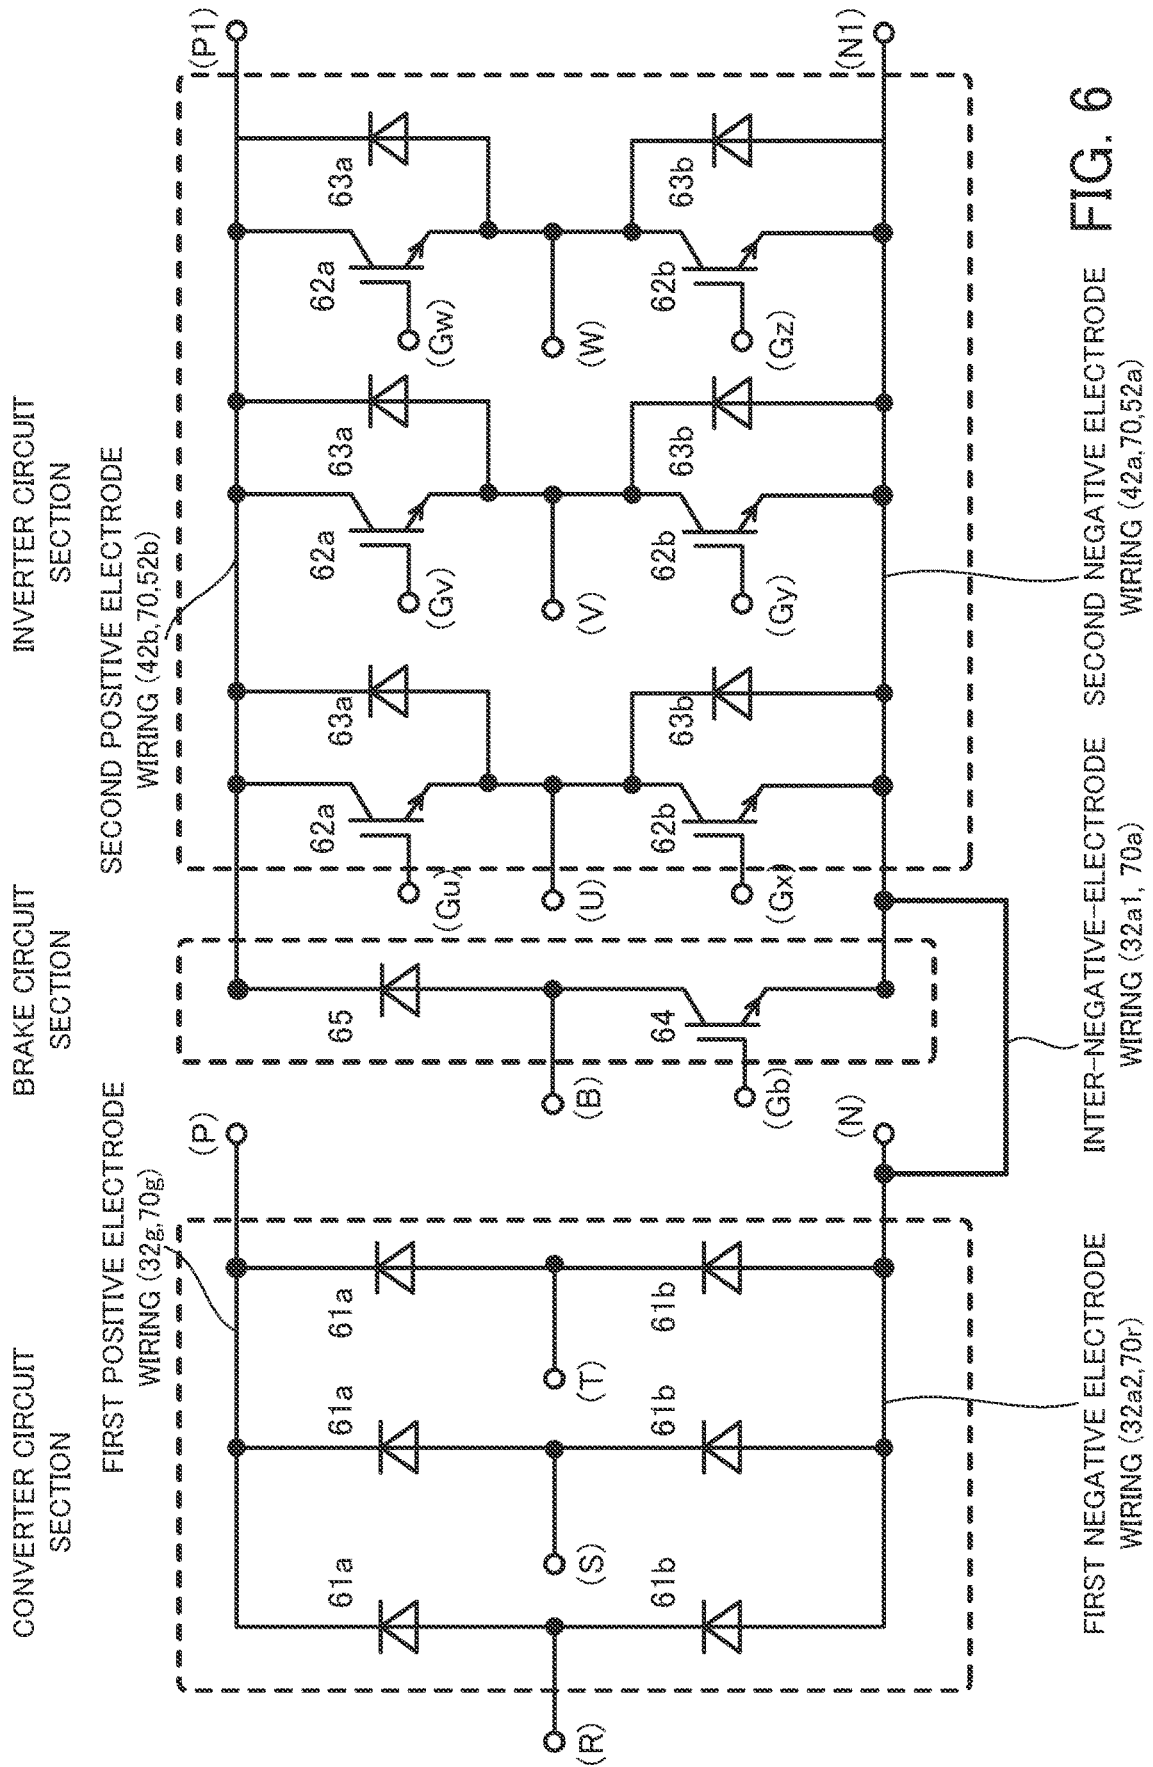 CONVERTER CIRCUIT
SECTION
BRAKE CIRCUIT
SECTION
INVERTER CIRCUIT
SECTION
FIRST POSITIVE ELECTRODE
WIRING (32g,70g)
SECOND POSITIVE ELECTRODE
WIRING (42b,70,52b)
(P)
(P1)
61a
61a
61a
65
62a
63a
62a
63a
62a
63a
(Gu)
(Gv)
(Gw)
(R)
(S)
(T)
(B)
(U)
(V)
(W)
61b
61b
61b
64
62b
63b
62b
63b
62b
63b
(Gb)
(Gx)
(Gy)
(Gz)
(N)
(N1)
FIRST NEGATIVE ELECTRODE
WIRING (32a2,70r)
INTER-NEGATIVE-ELECTRODE
WIRING (32a1, 70a)
SECOND NEGATIVE ELECTRODE
WIRING (42a,70,52a)
FIG. 6